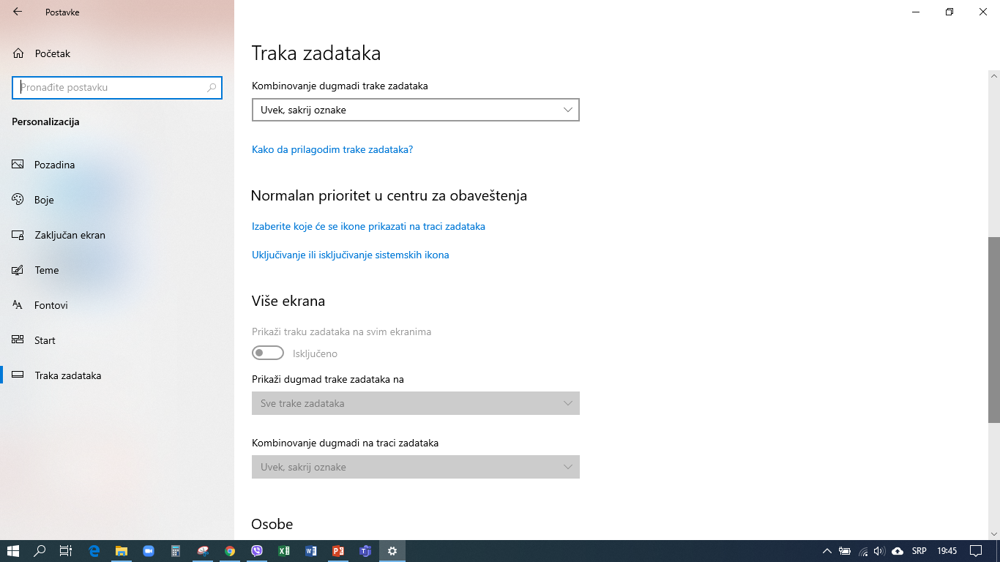 Postavke
Početak
Pronađite postavku
Personalizacija
Pozadina
Boje
Zaključan ekran
Teme
Fontovi
Start
Traka zadataka
Traka zadataka
Kombinovanje dugmadi trake zadataka
Uvek, sakrij oznake
Kako da prilagodim trake zadataka?
Normalan prioritet u centru za obaveštenja
Izaberite koje će se ikone prikazati na traci zadataka
Uključivanje ili isključivanje sistemskih ikona
Više ekrana
Prikaži traku zadataka na svim ekranima
Isključeno
Prikaži dugmad trake zadataka na
Sve trake zadataka
Kombinovanje dugmadi na traci zadataka
Uvek, sakrij oznake
Osobe
SRP 19:45